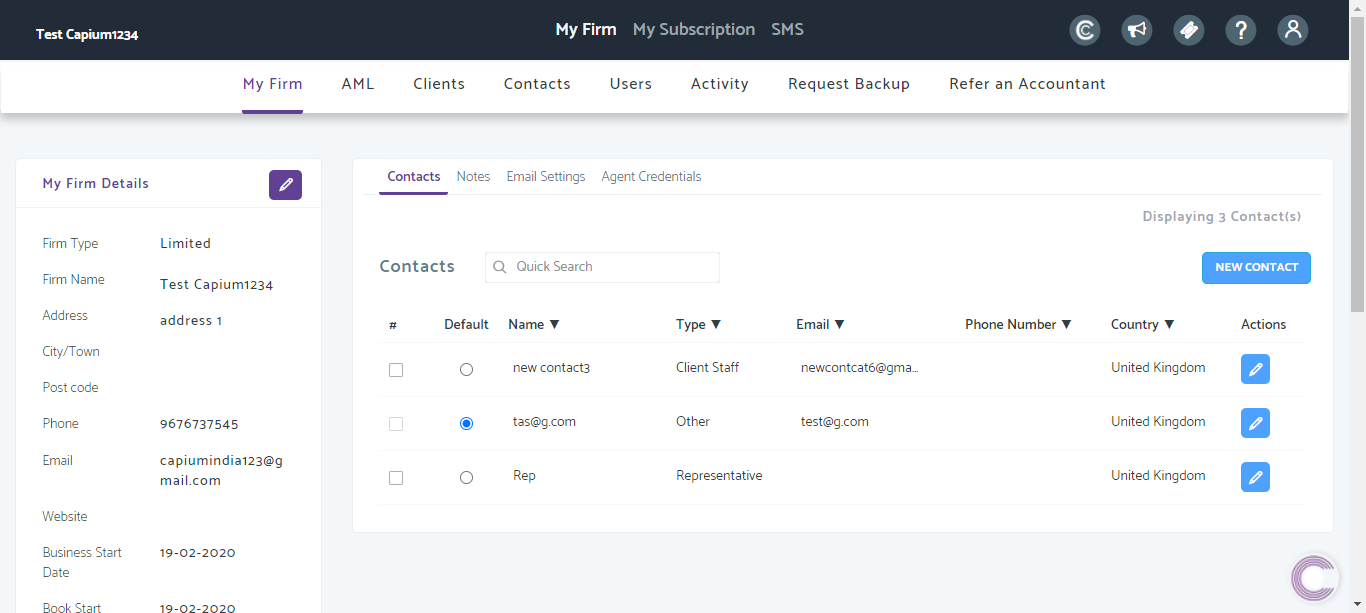 Test Capium1234
My Firm My Subscription SMS
My Firm AML Clients Contacts Users Activity Request Backup Refer an Accountant
My Firm Details
Firm Type Limited
Firm Name Test Capium1234
Address address 1
City/Town
Post code
Phone 9676737545
Email capiumindia123@g
mail.com
Website
Business Start 19-02-2020
Date
Book Start 19-02-2020
Contacts Notes Email Settings Agent Credentials
Displaying 3 Contact(s)
Contacts Quick Search NEW CONTACT
# Default Name ▼ Type ▼ Email ▼ Phone Number ▼ Country ▼ Actions
new contact3 Client Staff newcontcat6@gma... United Kingdom
tas@g.com Other test@g.com United Kingdom
Rep Representative United Kingdom